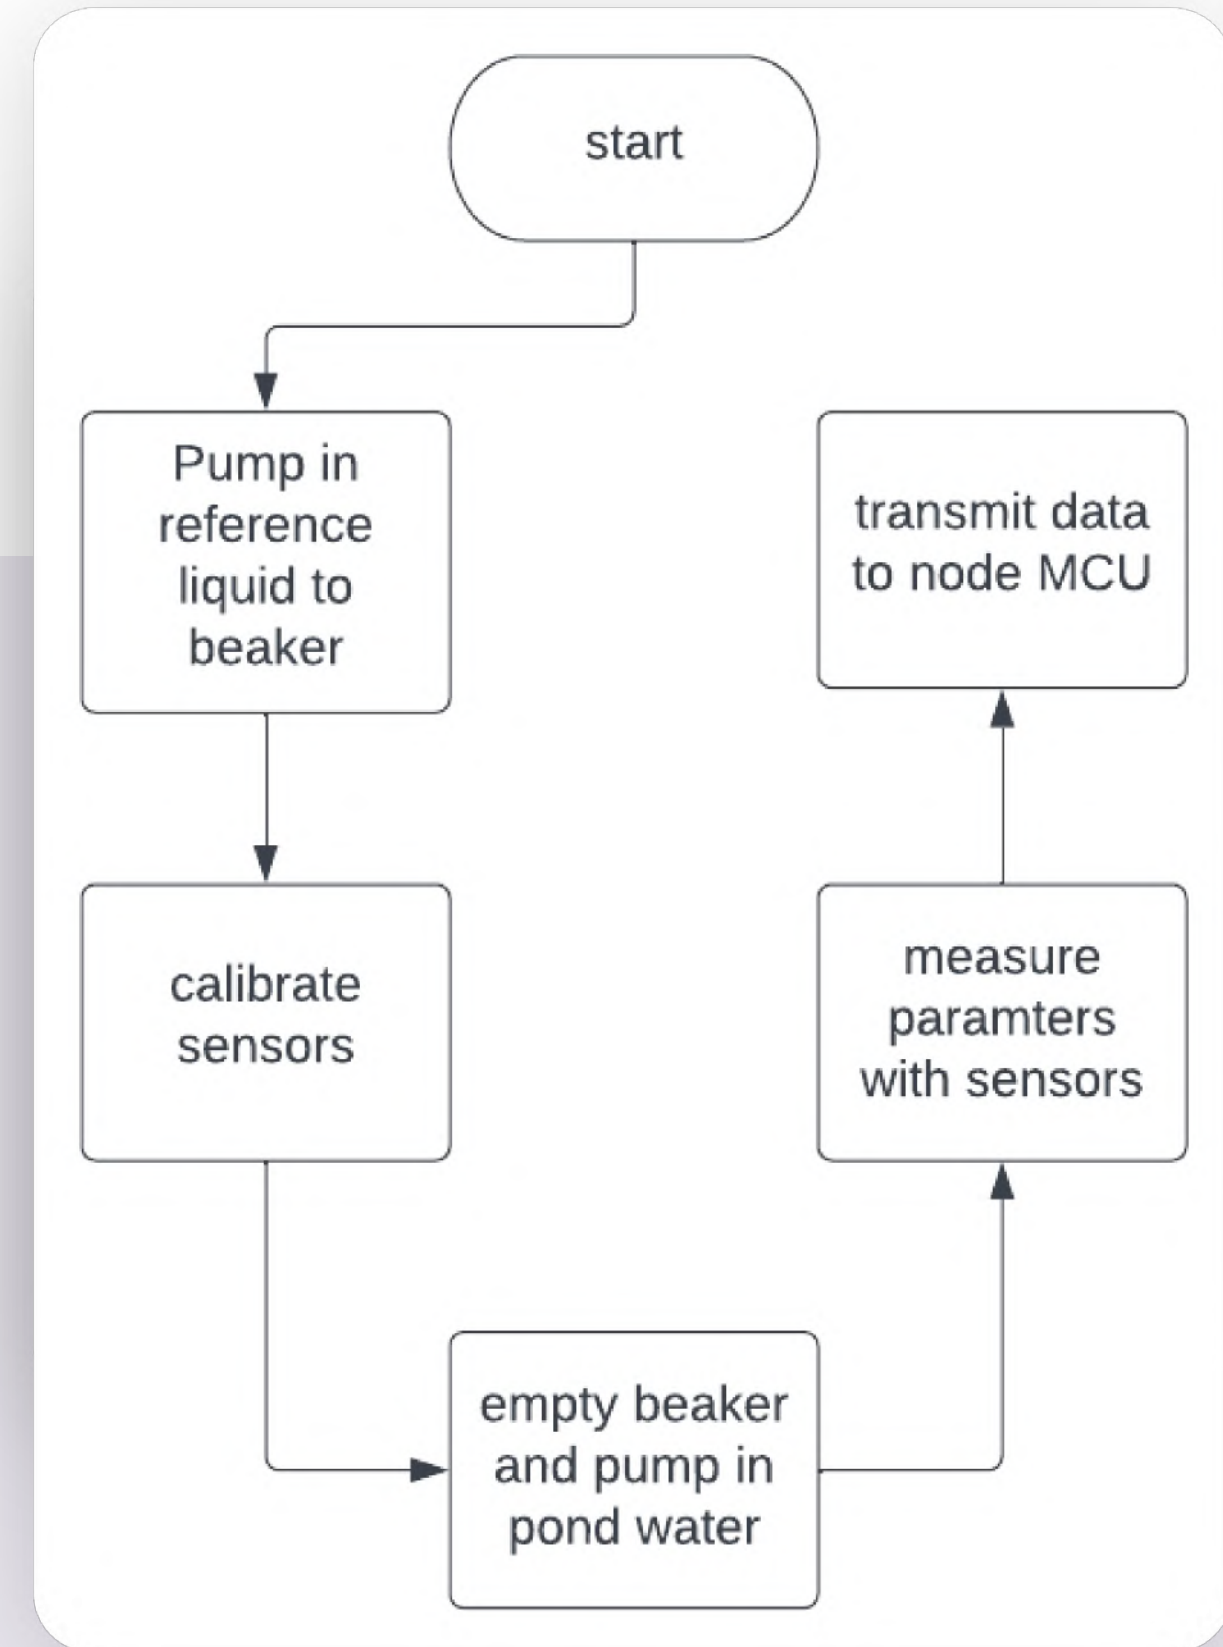 start
Pump in
reference
liquid to
beaker
calibrate
sensors
empty beaker
and pump in
pond water
measure
paramters
with sensors
transmit data
to node MCU